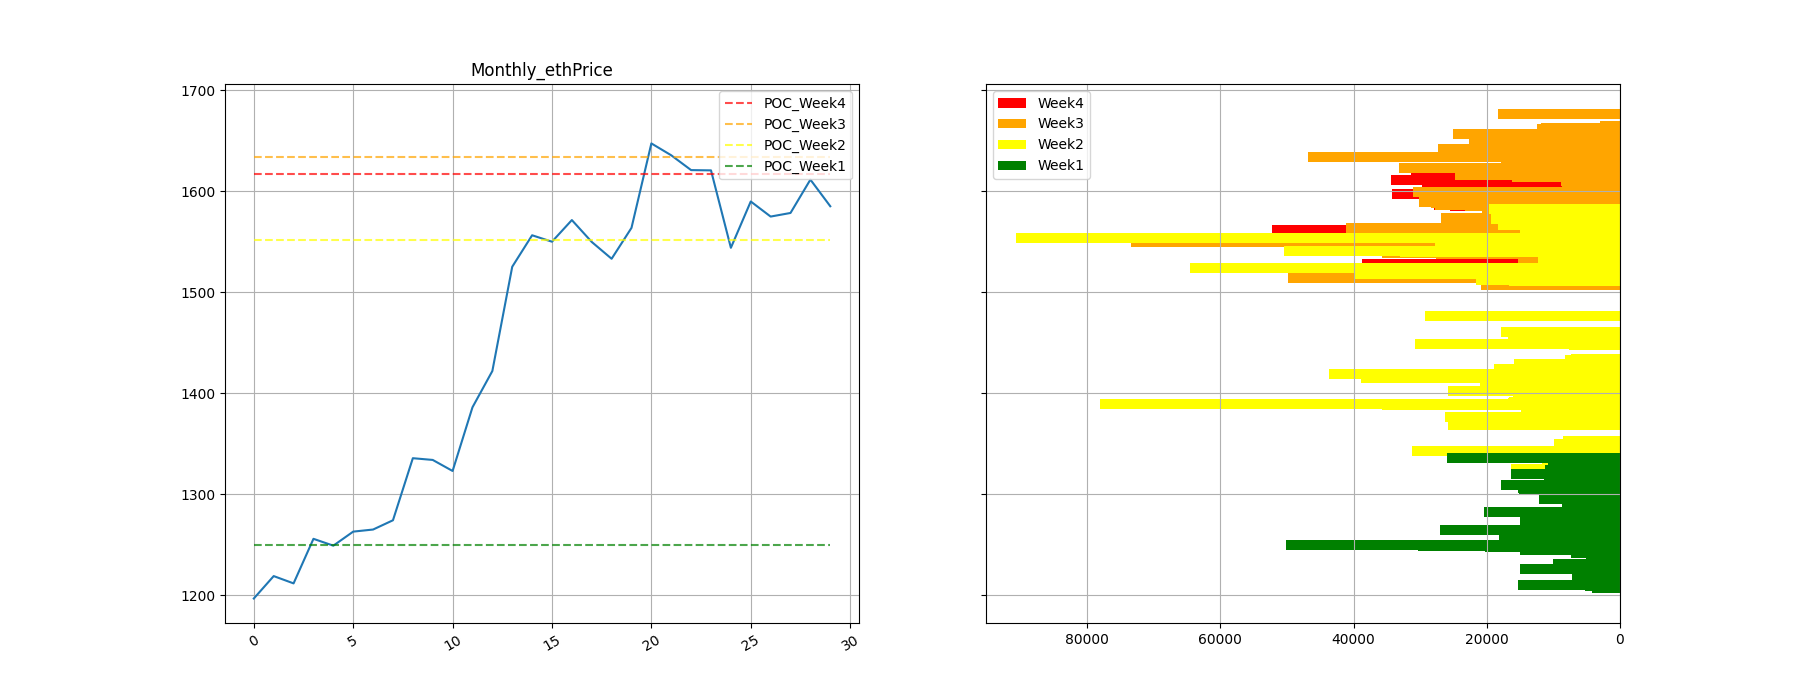 Monthly_ethPrice
1700
1600
1500
1400
1300
1200
0 5 10 15 20 25 30
POC_Week4
POC_Week3
POC_Week2
POC_Week1
Week4
Week3
Week2
Week1
80000 60000 40000 20000 0